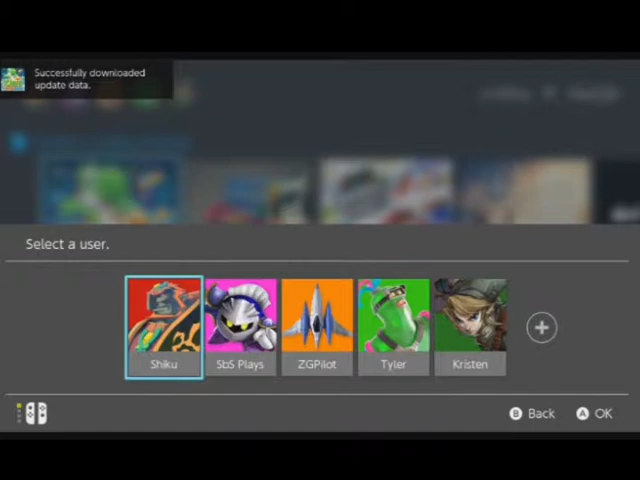 Successfully downloaded
update data.
Select a user.
Shiku
SbS Plays
ZGPilot
Tyler
Kristen
B Back
A OK